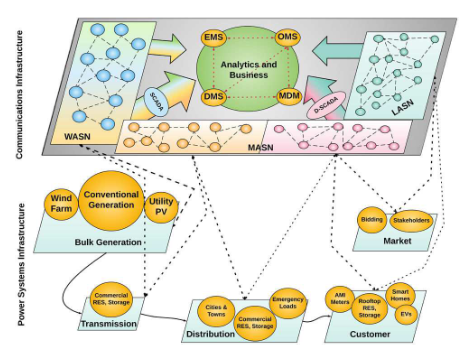 Communications Infrastructure
EMS
OMS
Analytics and
Business
DMS
MDM
SCADA
D-SCADA
WASN
MASN
LASN
Power Systems Infrastructure
Wind
Farm
Conventional
Generation
Utility
PV
Bulk Generation
Bidding
Stakeholders
Market
Commercial
RES, Storage
Transmission
Cities &
Towns
Commercial
RES, Storage
Emergency
Loads
Distribution
AMI
Meters
Rooftop
RES,
Storage
Smart
Homes
EVs
Customer